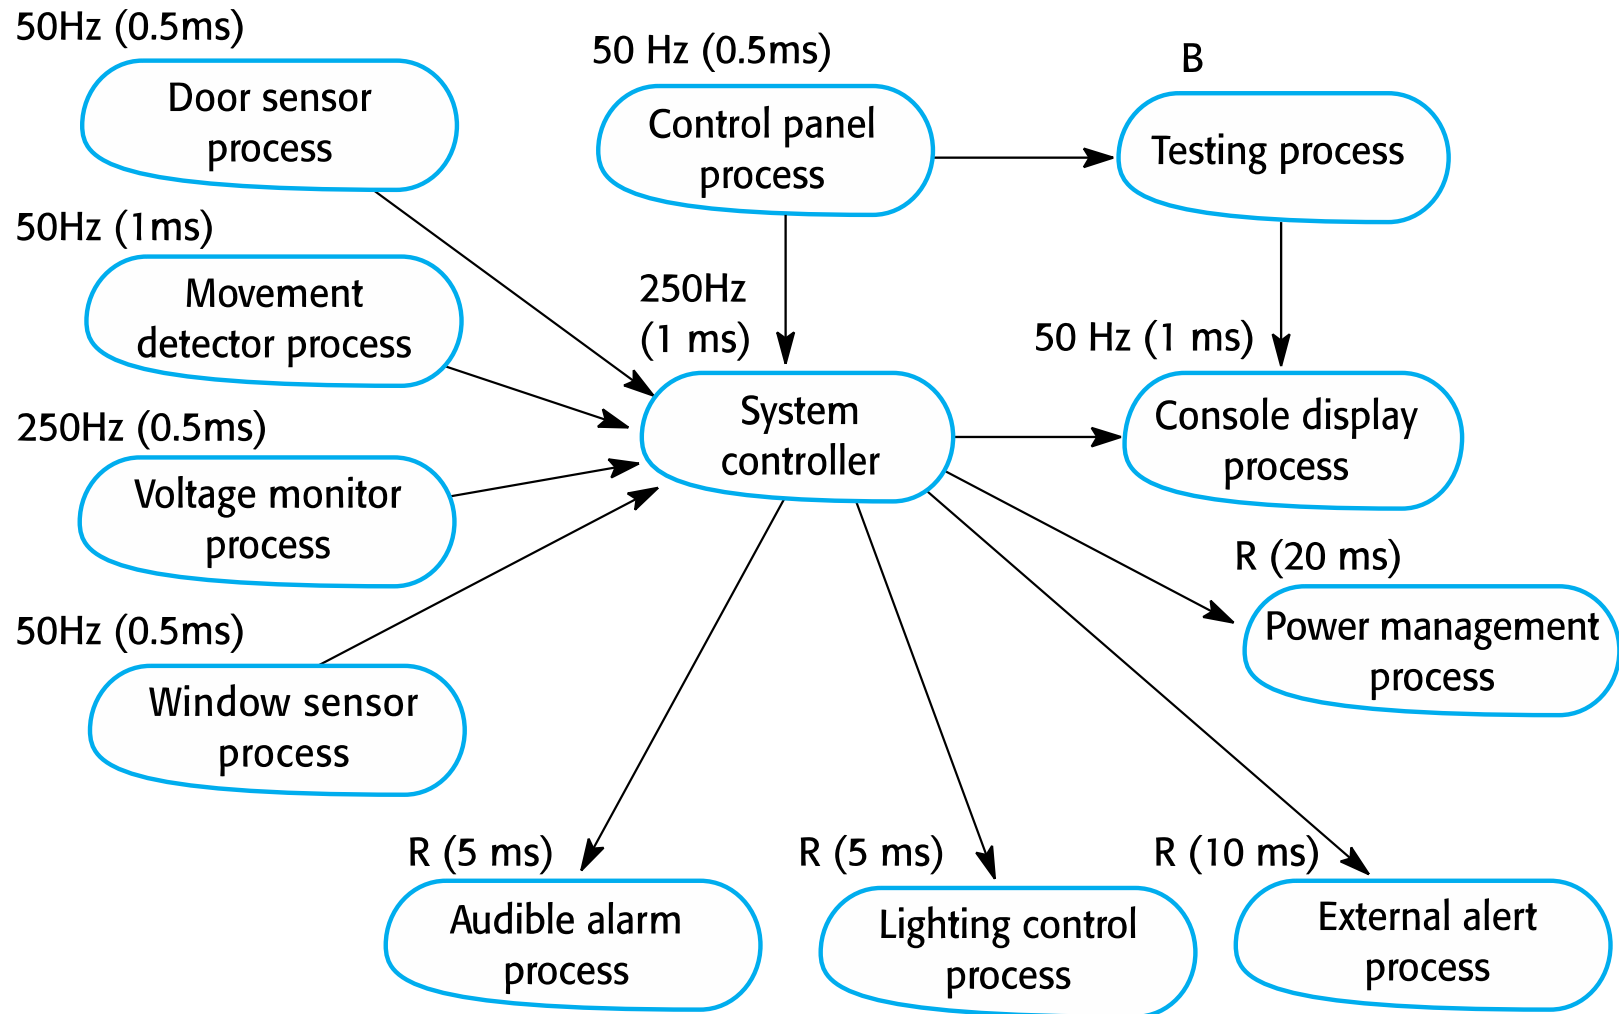 50Hz (0.5ms)
Door sensor
process
50 Hz (0.5ms)
Control panel
process
B
Testing process
50Hz (1ms)
Movement
detector process
250Hz
(1 ms)
System
controller
50 Hz (1 ms)
Console display
process
250Hz (0.5ms)
Voltage monitor
process
R (20 ms)
Power management
process
50Hz (0.5ms)
Window sensor
process
R (5 ms)
Audible alarm
process
R (5 ms)
Lighting control
process
R (10 ms)
External alert
process